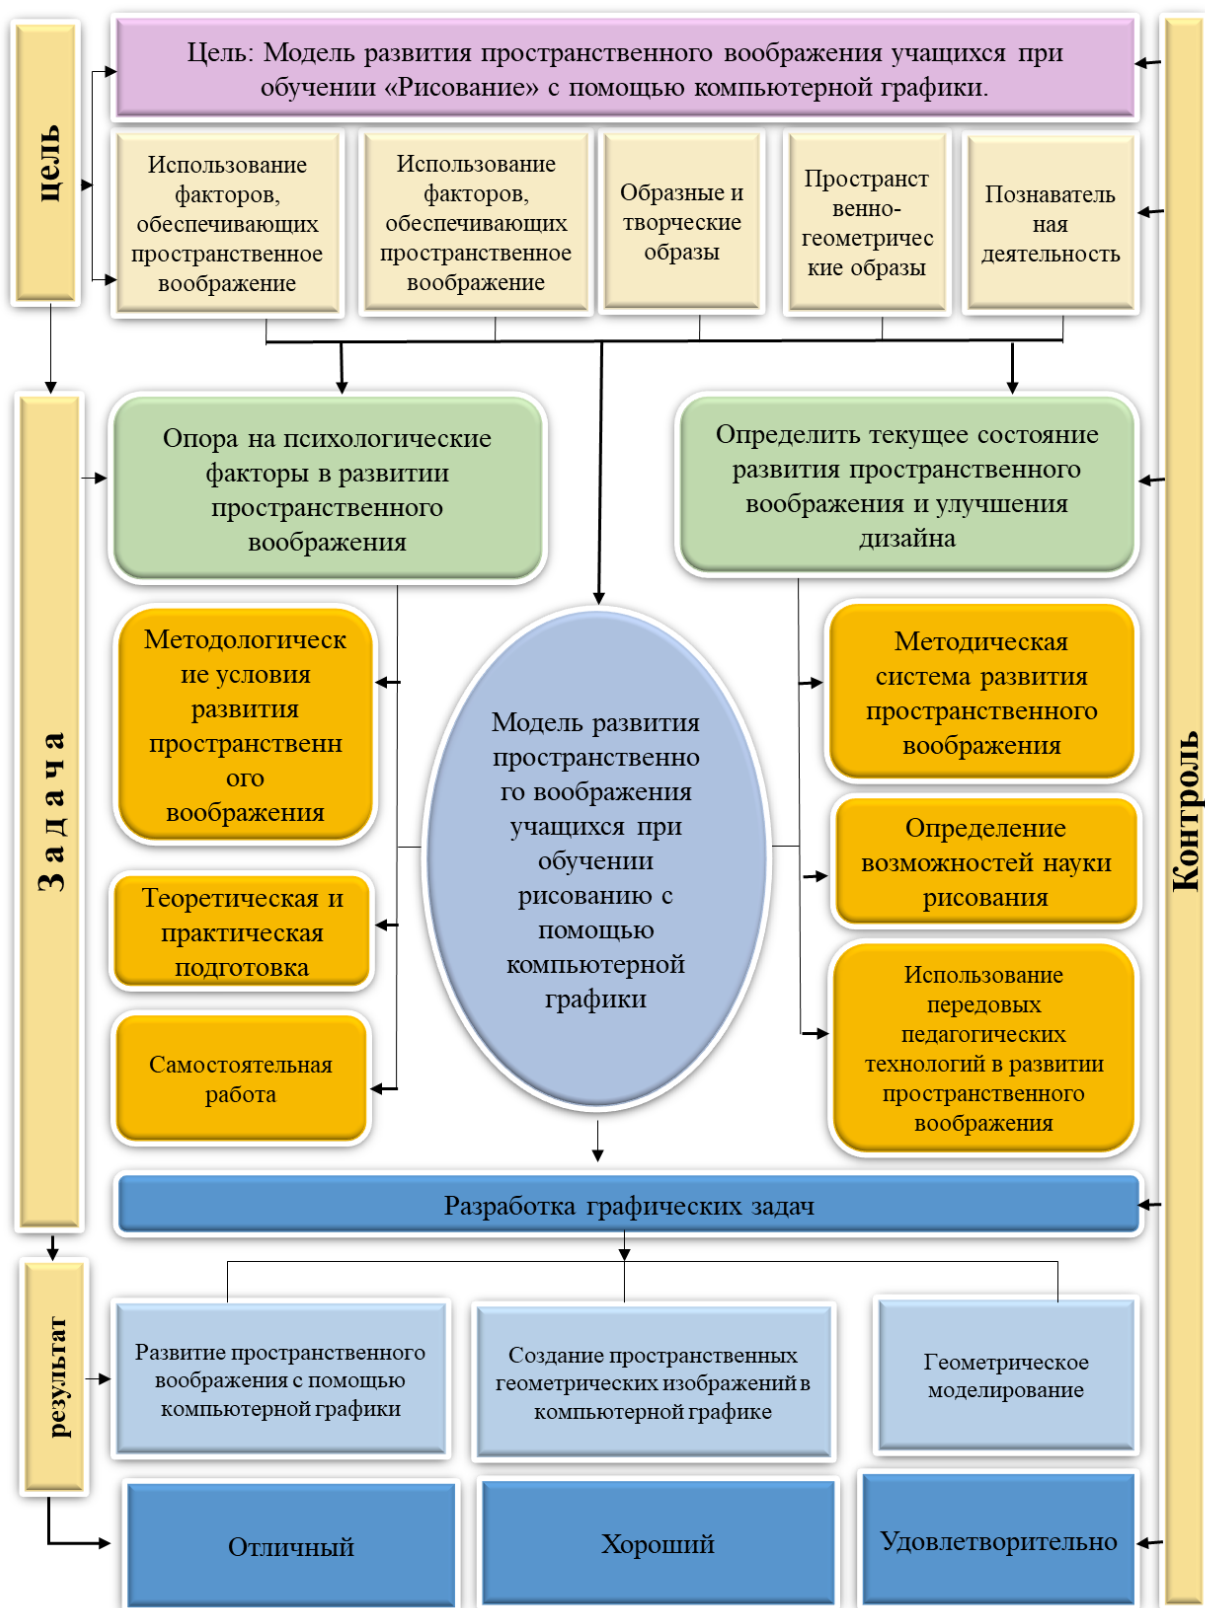 цель
Цель: Модель развития пространственного воображения учащихся при
обучении «Рисование» с помощью компьютерной графики.
Использование
факторов,
обеспечивающих
пространственное
воображение
Использование
факторов,
обеспечивающих
пространственное
воображение
Образные и
творческие
образы
Пространст
венно-
геометричес
кие образы
Познаватель
ная
деятельность
Контроль
З а д а ч а
Опора на психологические
факторы в развитии
пространственного
воображения
Определить текущее состояние
развития пространственного
воображения и улучшения
дизайна
Методологическ
ие условия
развития
пространственн
ого воображения
Теоретическая и
практическая
подготовка
Самостоятельная
работа
Модель развития
пространственно
го воображения
учащихся при
обучении
рисованию с
помощью
компьютерной
графики
Методическая
система развития
пространственного
воображения
Определение
возможностей науки
рисования
Использование
передовых
педагогических
технологий в развитии
пространственного
воображения
Разработка графических задач
результат
Развитие пространственного
воображения с помощью
компьютерной графики
Создание пространственных
геометрических изображений в
компьютерной графике
Геометрическое
моделирование
Отличный
Хороший
Удовлетворительно